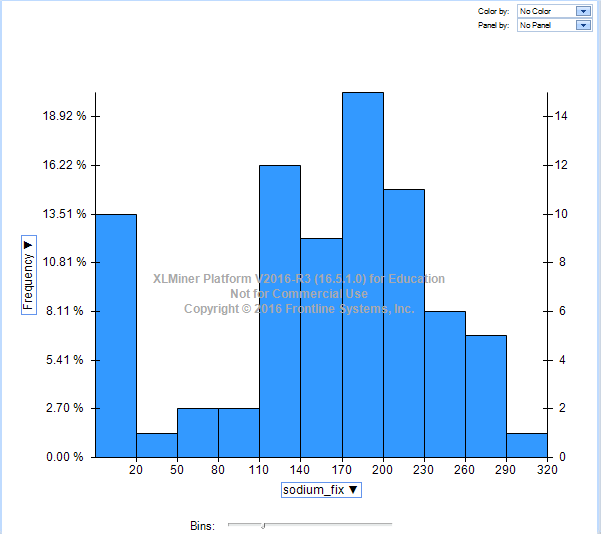 Color by: No Color
Panel by: No Panel
18.92 % 14
16.22 % 12
13.51 % 10
10.81 % 8
8.11 % 6
5.41 % 4
2.70 % 2
0.00 % 0
Frequency ▼
XLMiner Platform V2016-R3 (16.5.1.0) for Education
Not for Commercial Use
Copyright © 2016 Frontline Systems, Inc.
20 50 80 110 140 170 200 230 260 290 320
sodium_fix ▼
Bins: